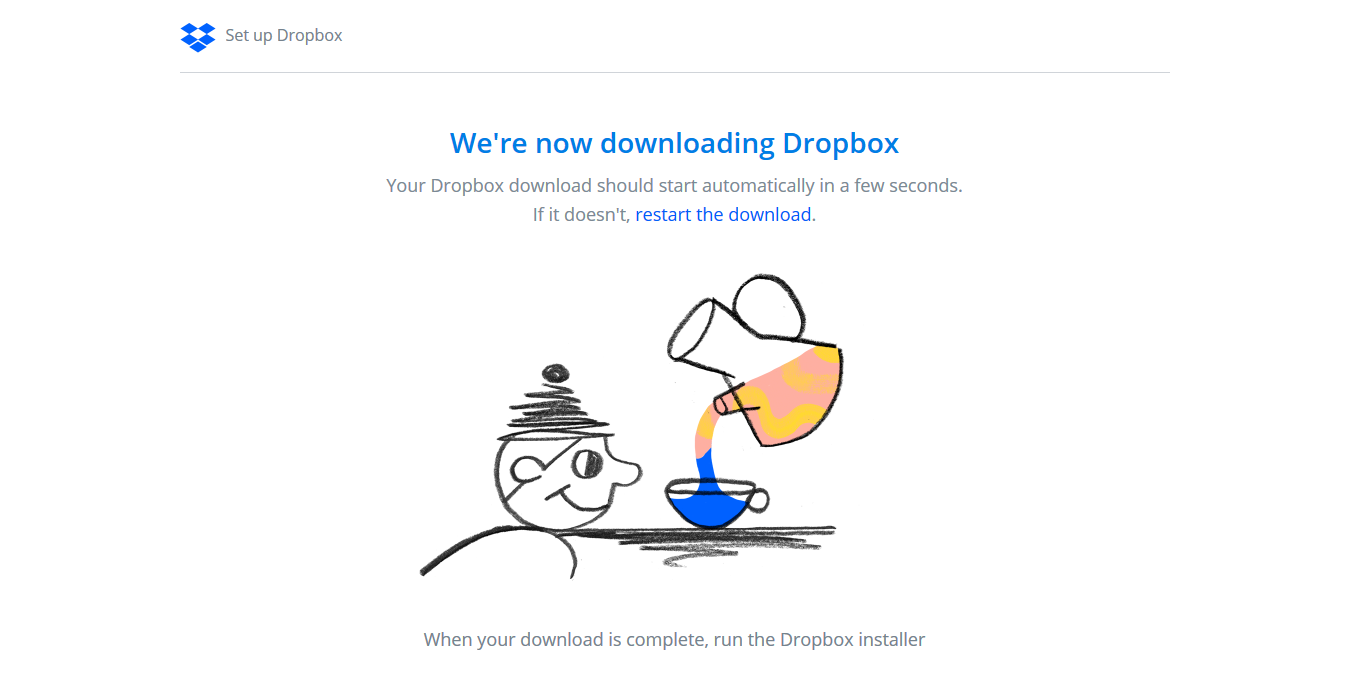 Set up Dropbox
We're now downloading Dropbox
Your Dropbox download should start automatically in a few seconds.
If it doesn't, restart the download.
When your download is complete, run the Dropbox installer